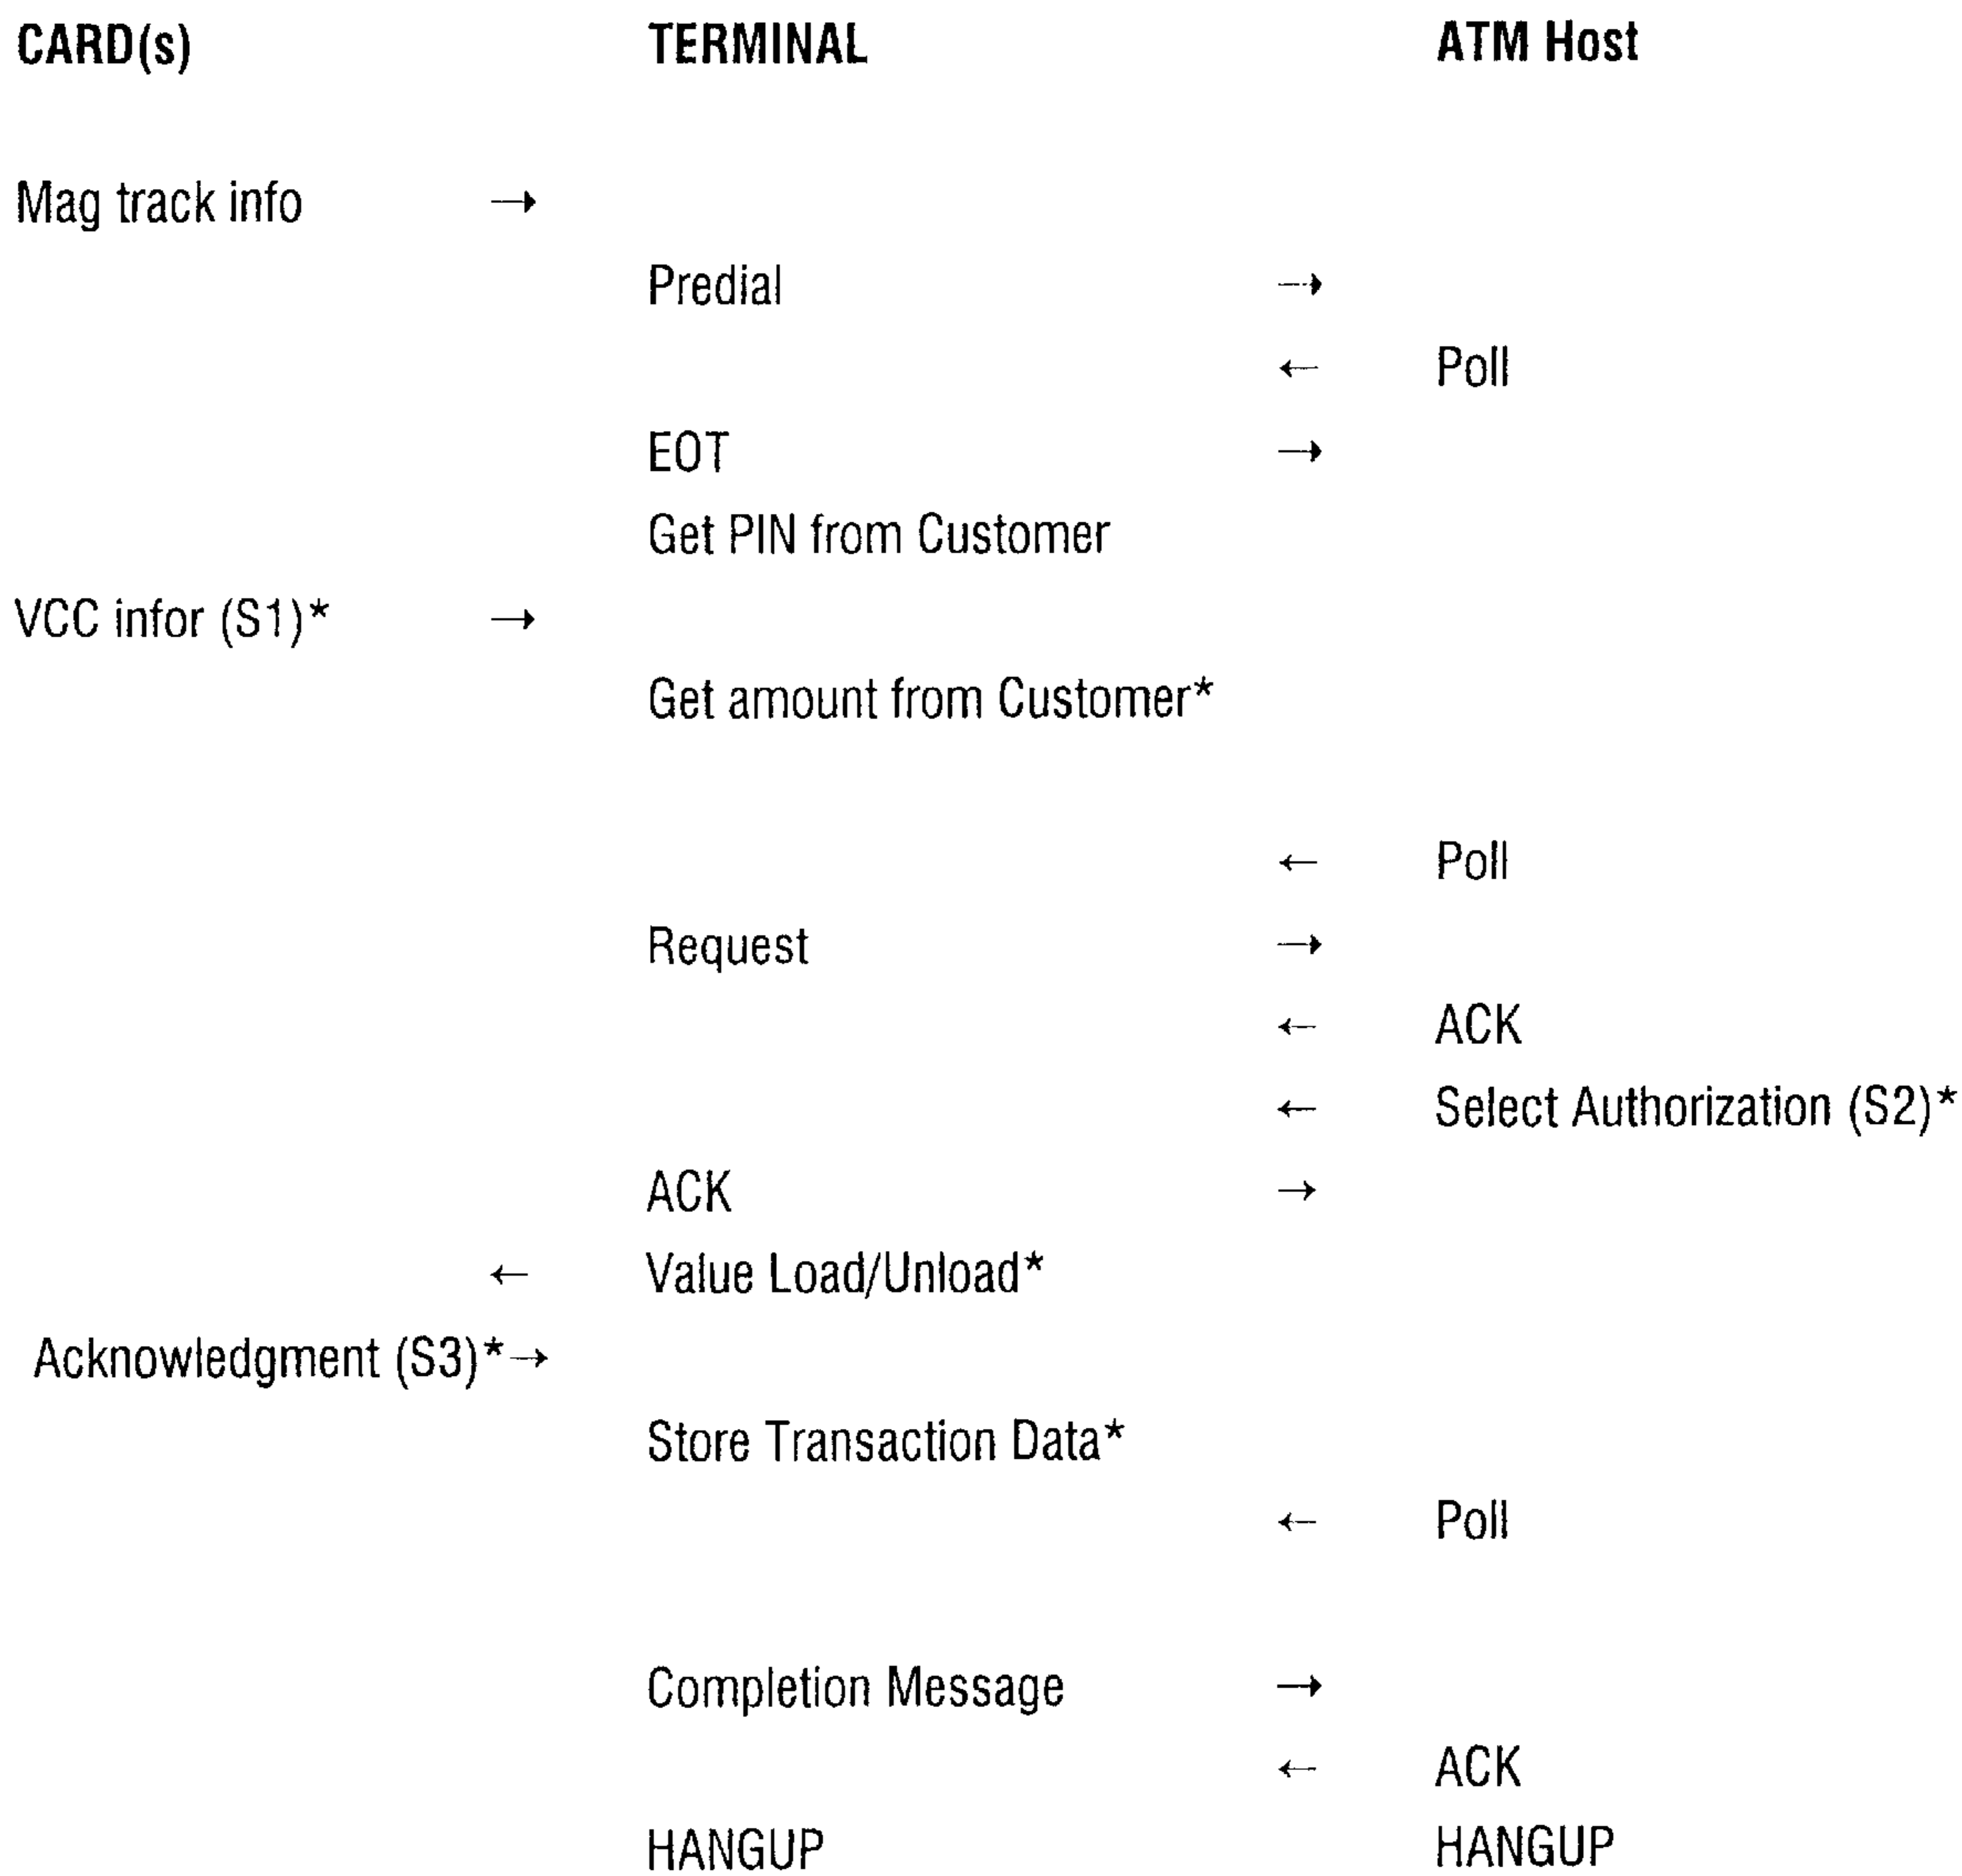 CARD(s) TERMINAL ATM Host
Mag track info →
Predial →
← Poll
EOT →
Get PIN from Customer
VCC infor (S1)* →
Get amount from Customer*
← Poll
Request →
← ACK
← Select Authorization (S2)*
ACK →
← Value Load/Unload*
Acknowledgment (S3)* →
Store Transaction Data*
← Poll
Completion Message →
← ACK
HANGUP HANGUP